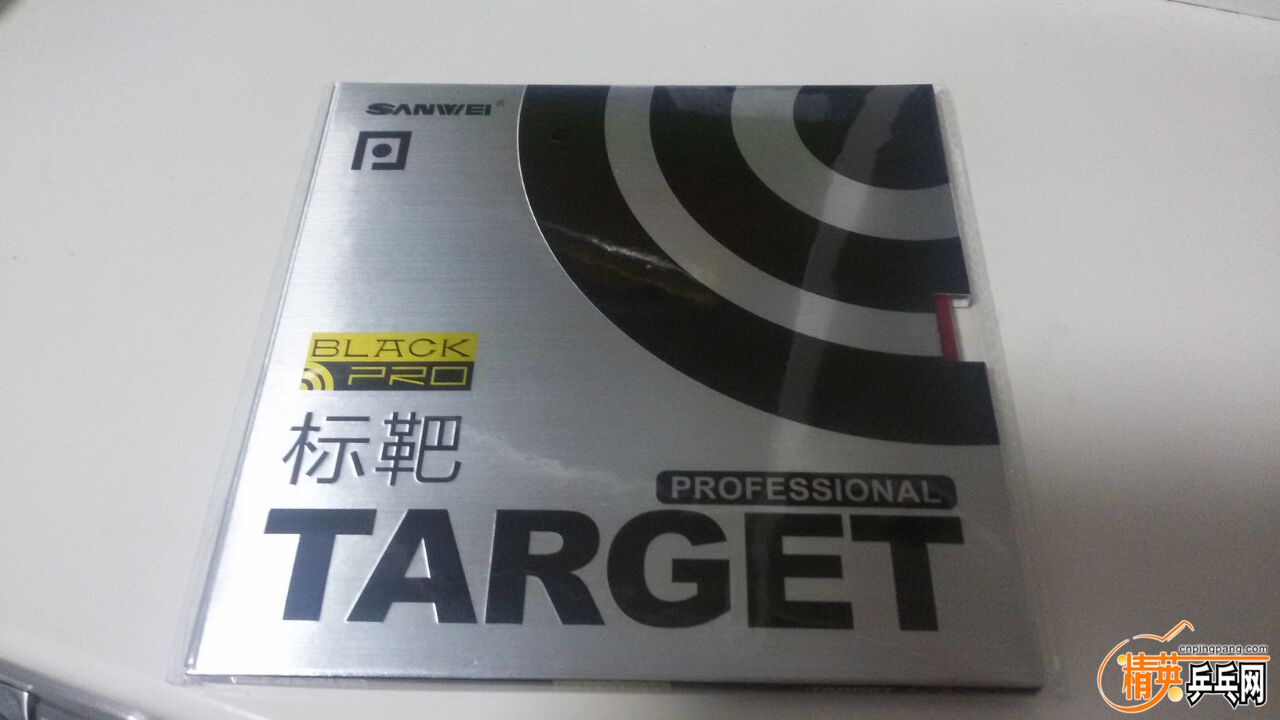 SANWEI®
BLACK
PRO
标靶
PROFESSIONAL
TARGET
cnpingpang.com
精英乒乓网